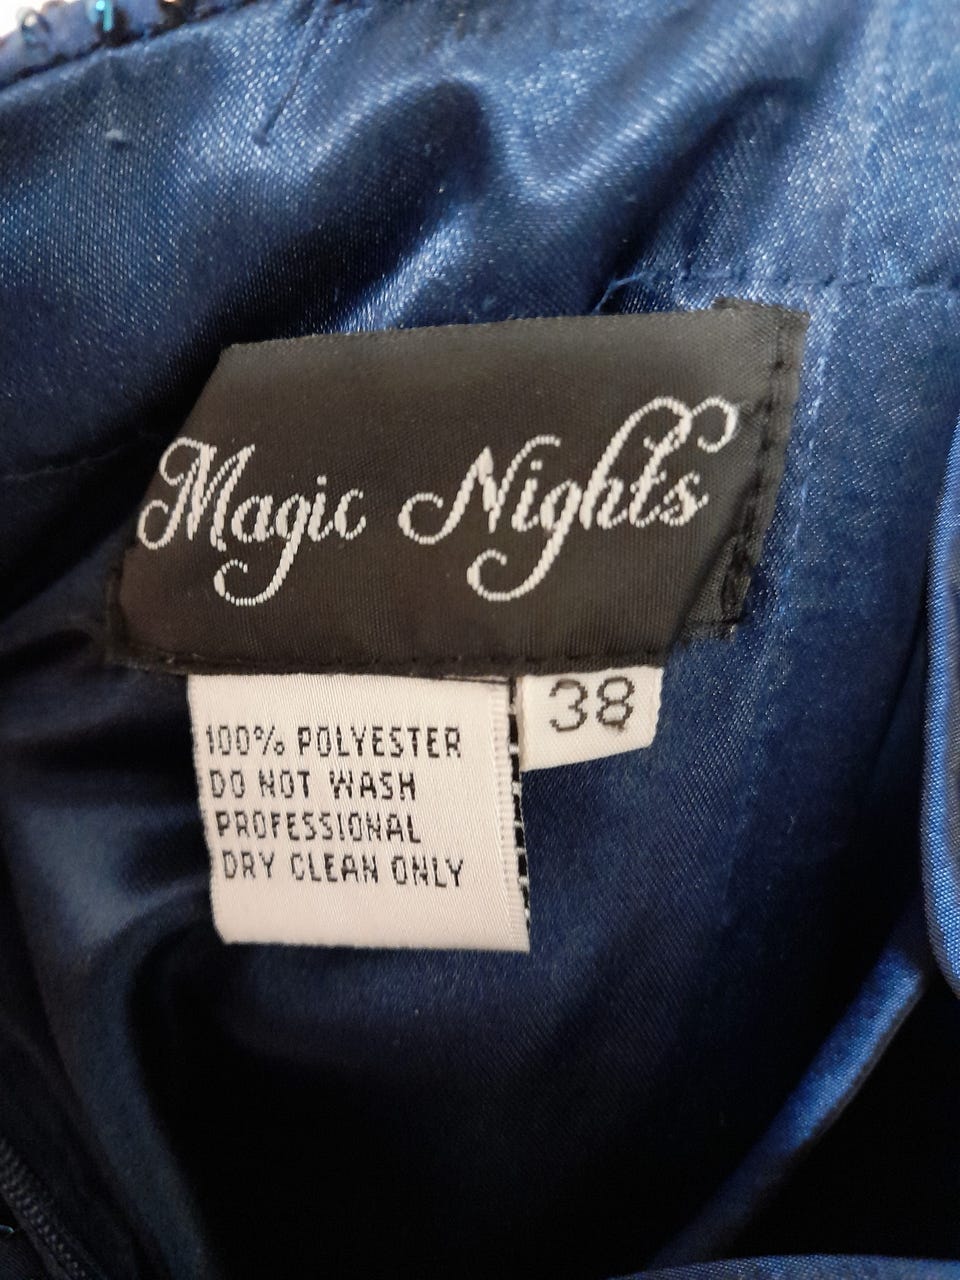 Magic Nights
38
100% POLYESTER
DO NOT WASH
PROFESSIONAL
DRY CLEAN ONLY